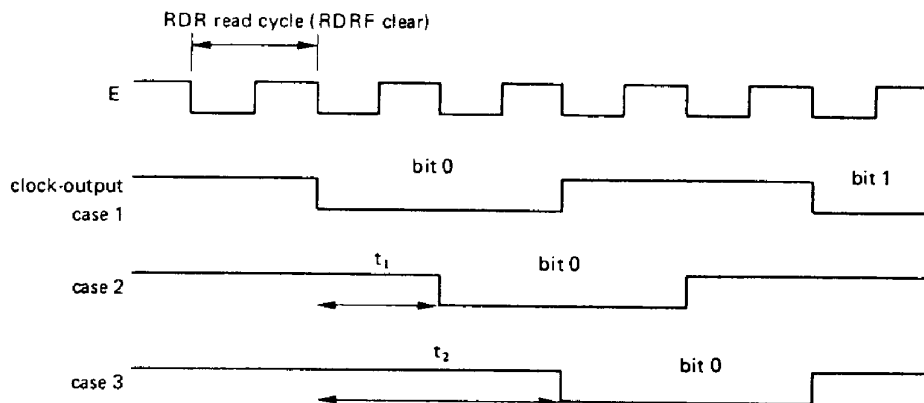 RDR read cycle (RDRF clear)
E
bit 0
clock-output
bit 1
case 1
t₁
bit 0
case 2
t₂
bit 0
case 3